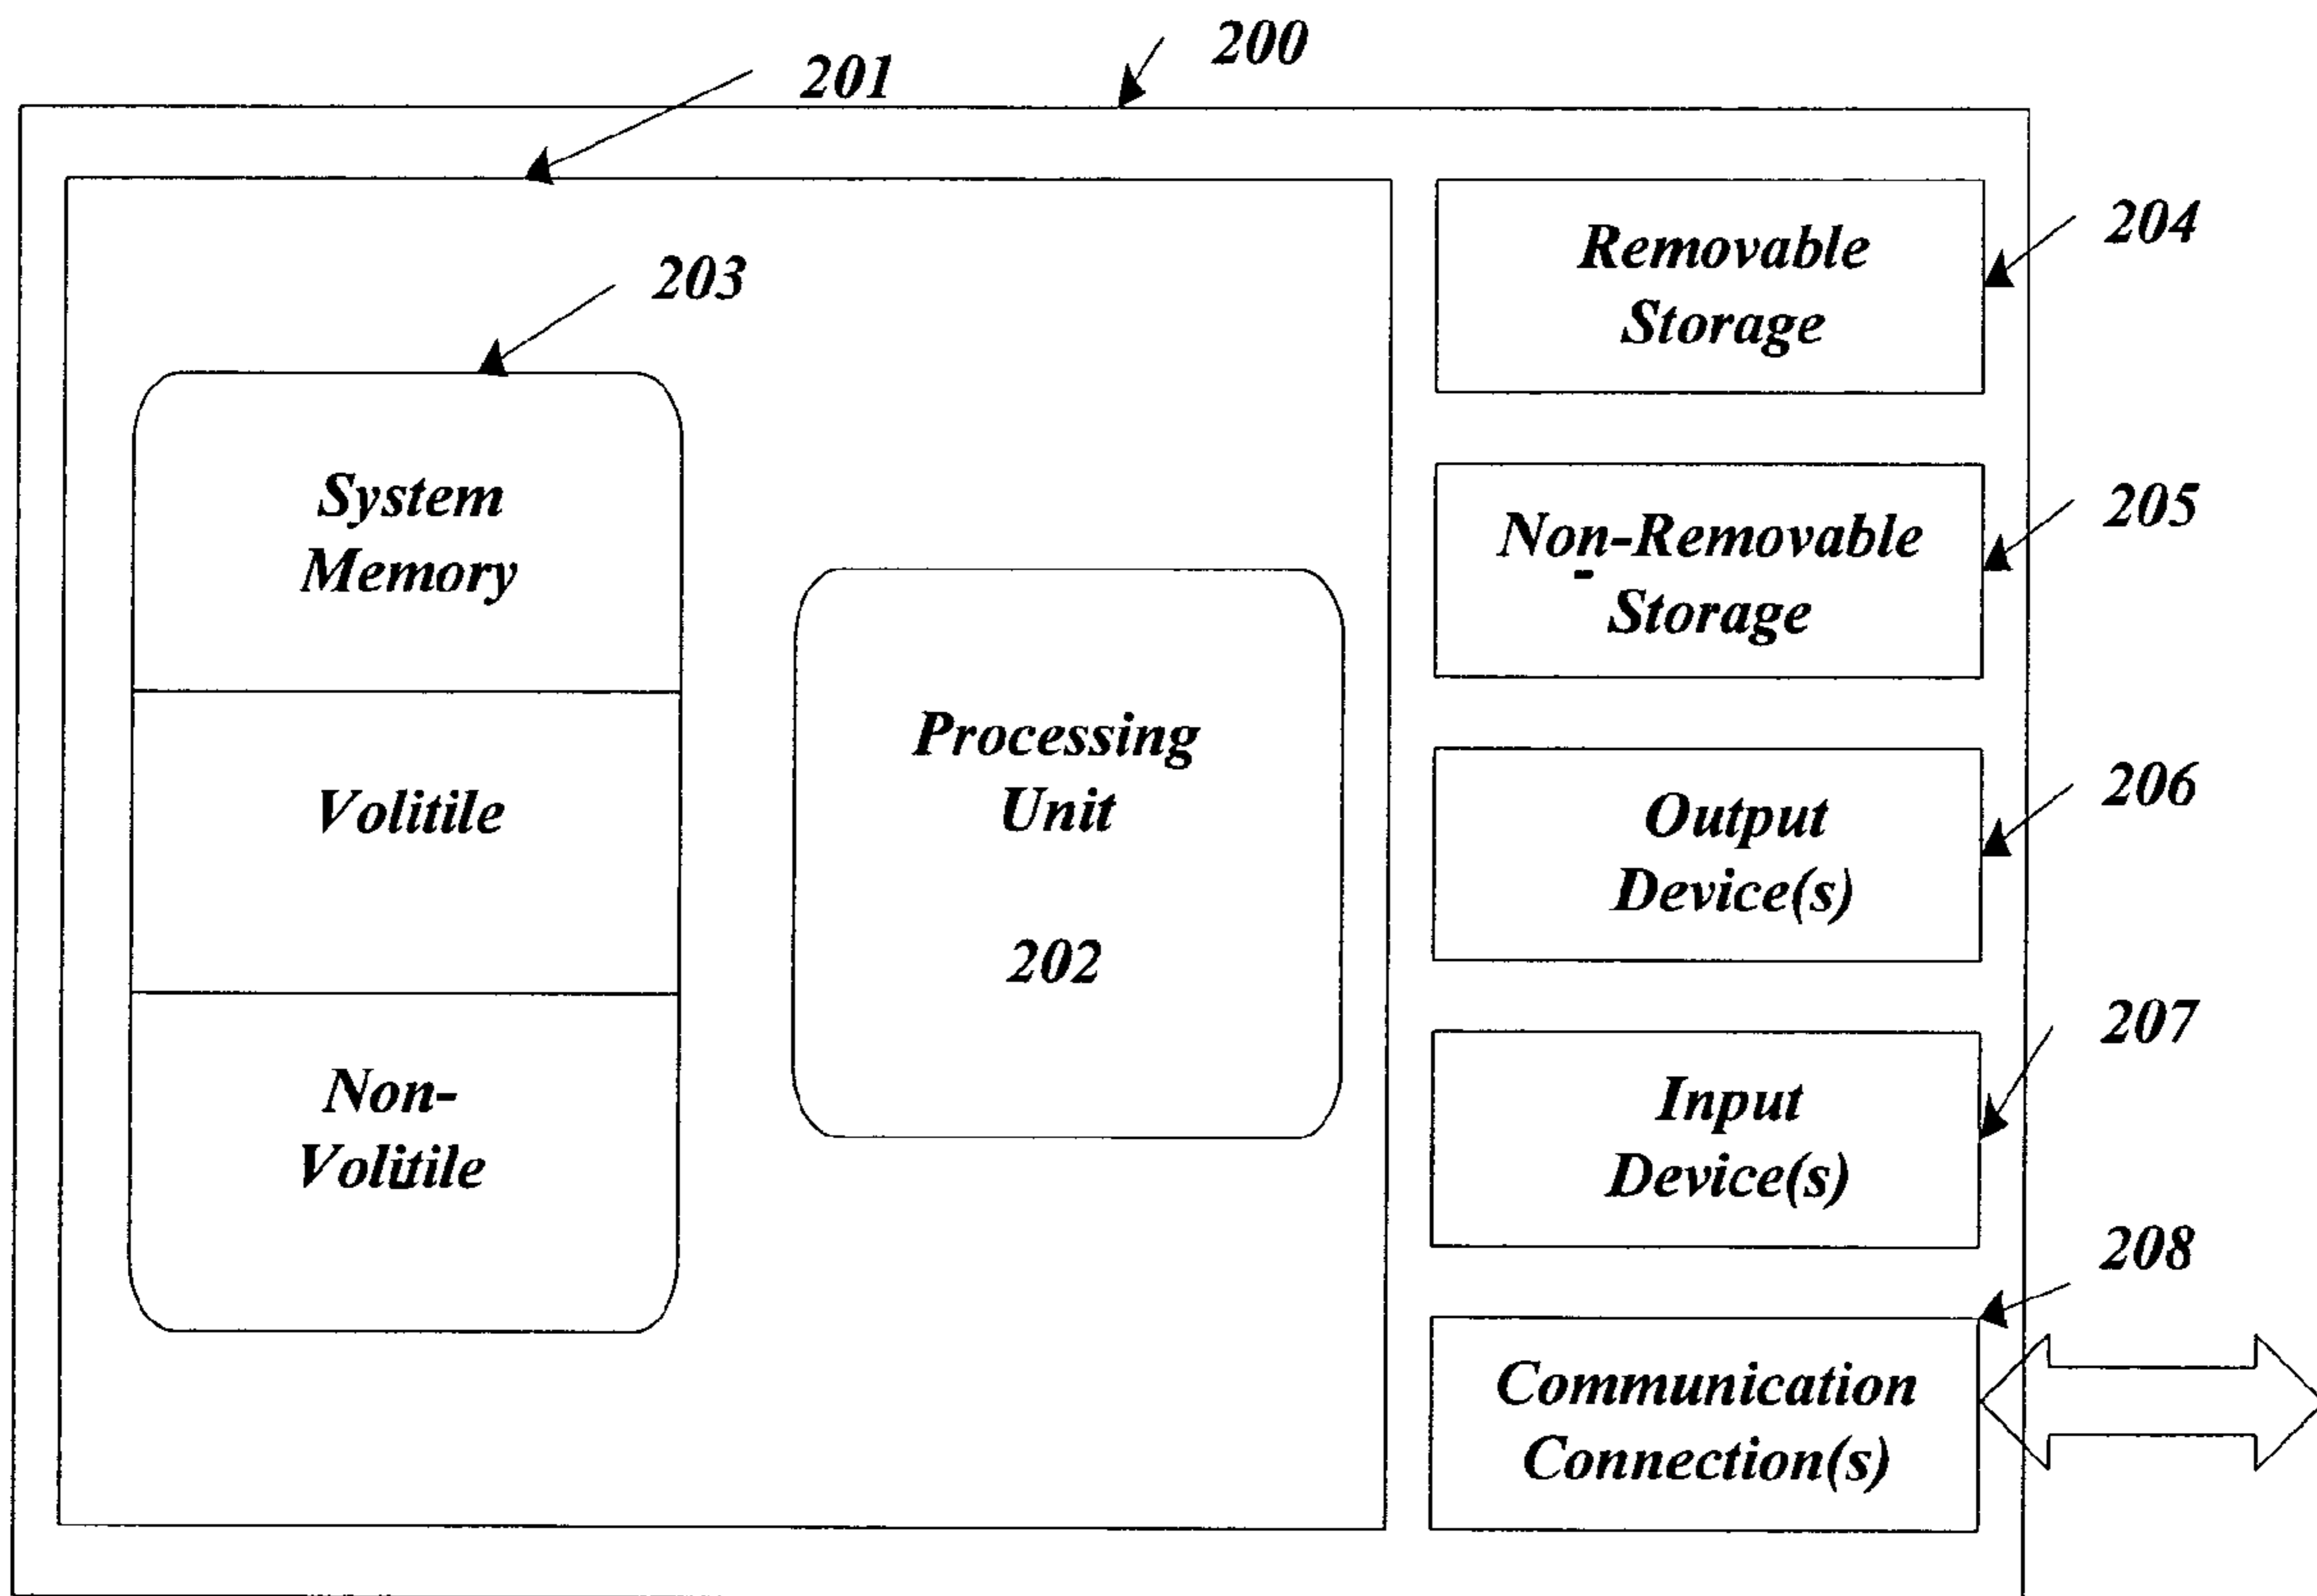 200
201
203
System
Memory
Volitile
Non-
Volitile
Processing
Unit
202
Removable
Storage
204
Non-Removable
Storage
205
Output
Device(s)
206
Input
Device(s)
207
Communication
Connection(s)
208